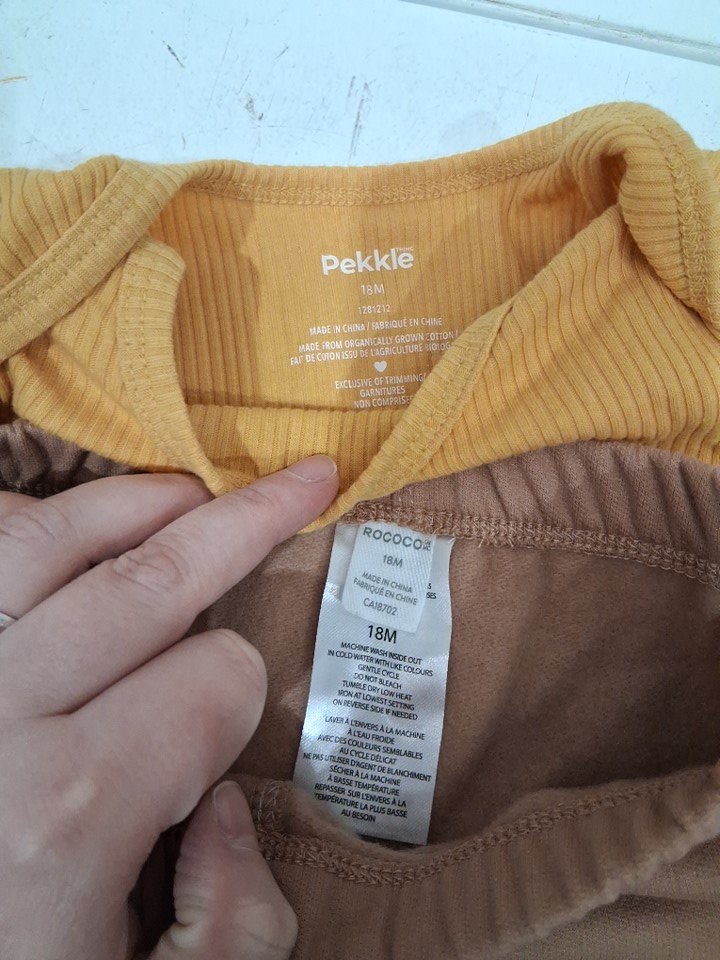 Pekkle
18M
1281212
MADE IN CHINA / FABRIQUÉ EN CHINE
MADE FROM ORGANICALLY GROWN COTTON /
FAIT DE COTON ISSU DE L'AGRICULTURE
EXCLUSIVE OF TRIMMING
GARNITURES
NON COMPRISE
ROCOCO
18M
MADE IN CHINA
FABRIQUÉ EN CHINE
CA18702
18M
MACHINE WASH INSIDE OUT
IN COLD WATER WITH LIKE COLOURS
GENTLE CYCLE
DO NOT BLEACH
TUMBLE DRY LOW HEAT
IRON AT LOWEST SETTING
ON REVERSE SIDE IF NEEDED
LAVER À L'ENVERS À LA MACHINE
À L'EAU FROIDE
AVEC DES COULEURS SEMBLABLES
AU CYCLE DÉLICAT
NE PAS UTILISER D'AGENT DE BLANCHIMENT
SÉCHER À LA MACHINE
À BASSE TEMPÉRATURE
REPASSER SUR L'ENVERS À LA
TEMPÉRATURE LA PLUS BASSE
AU BESOIN